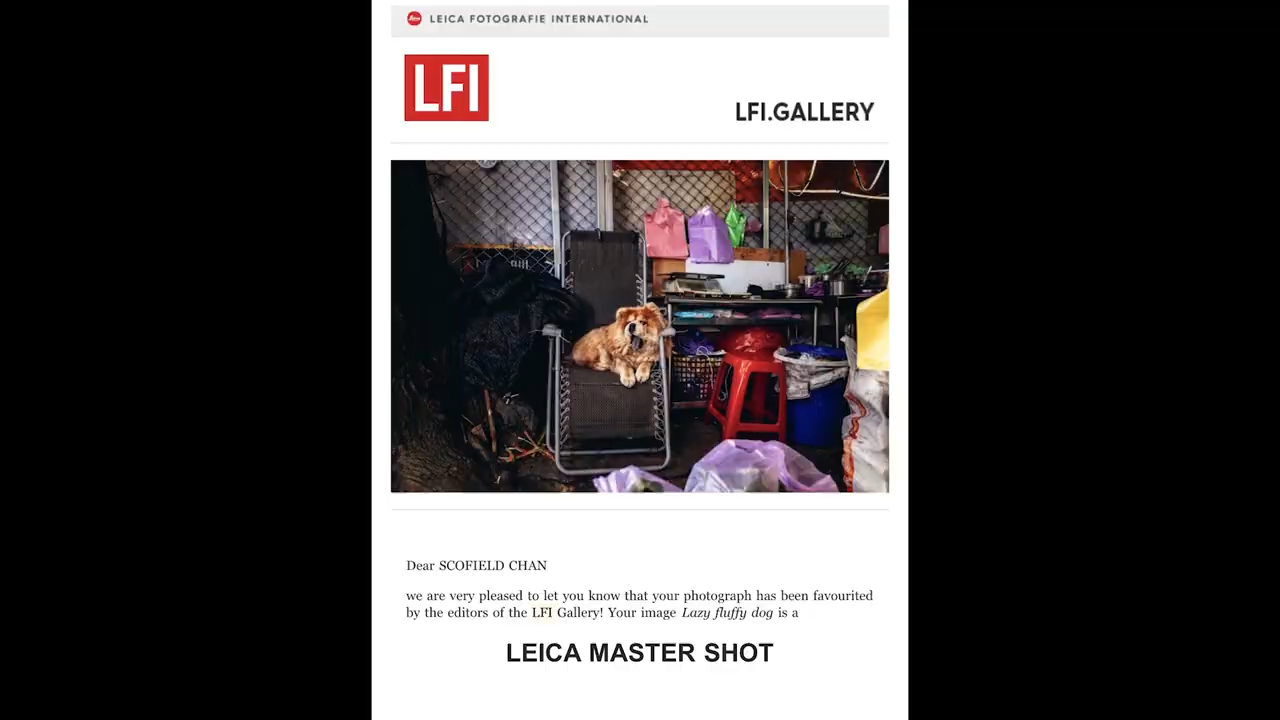 Leica LEICA FOTOGRAFIE INTERNATIONAL
LFI
LFI.GALLERY
Dear SCOFIELD CHAN
we are very pleased to let you know that your photograph has been favourited
by the editors of the LFI Gallery! Your image Lazy fluffy dog is a
LEICA MASTER SHOT